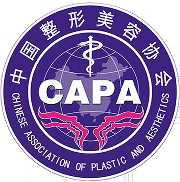 中国整形美容协会
CAPA
CHINESE ASSOCIATION OF PLASTIC AND AESTHETICS